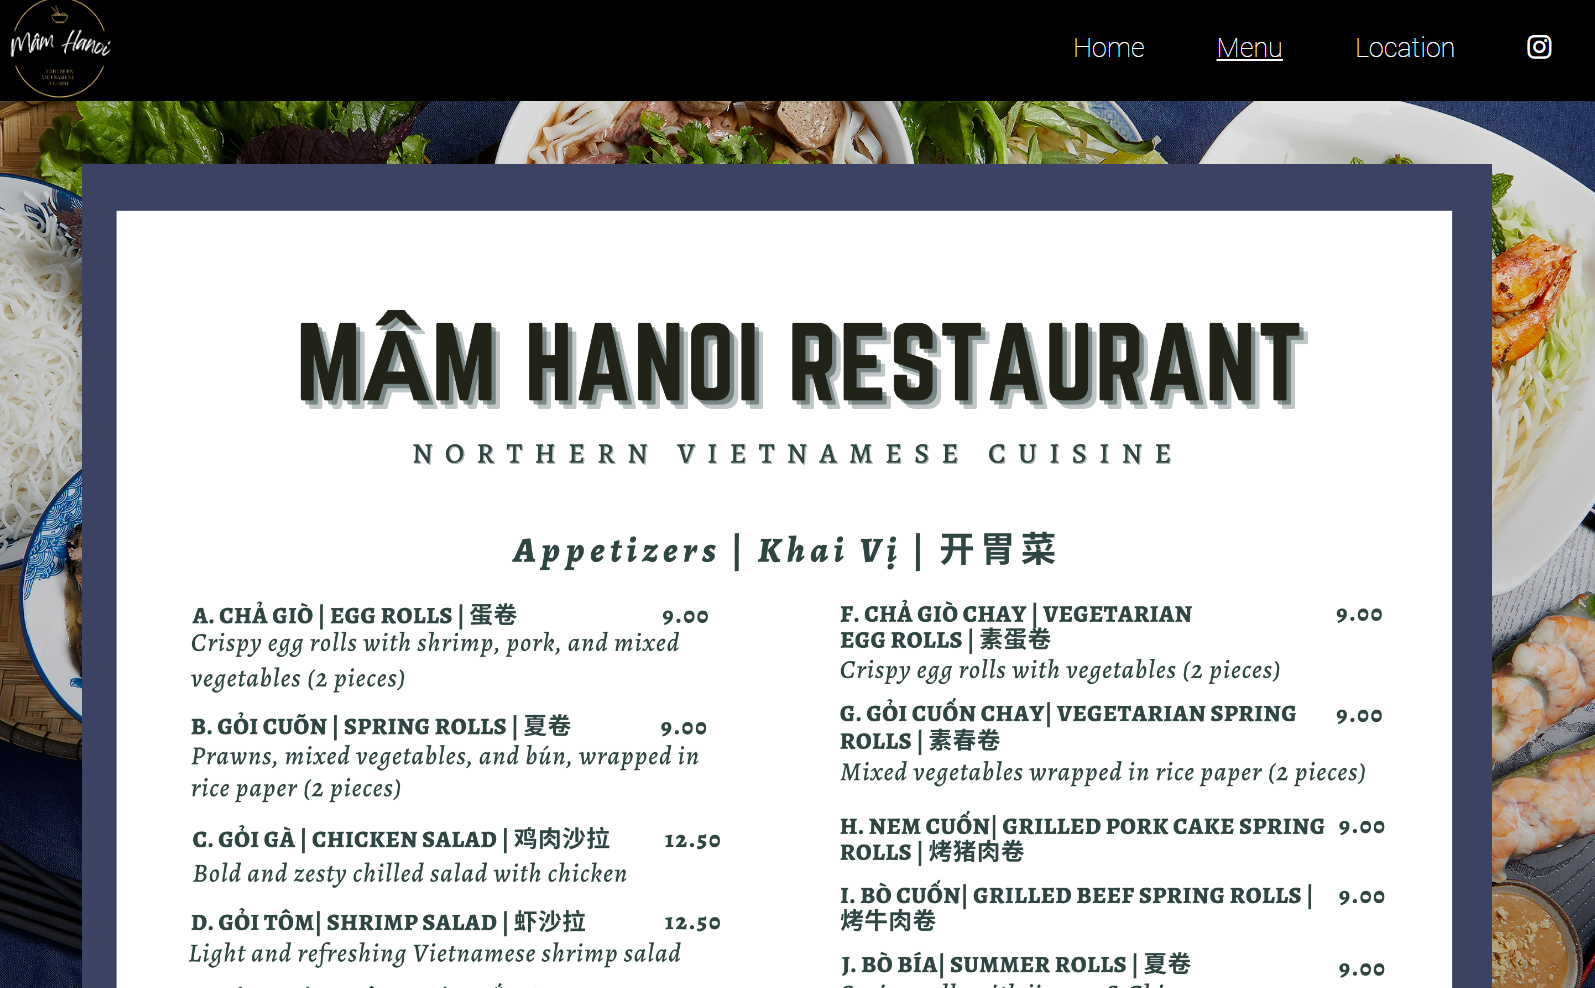 Mâm Hanoi
NORTHERN
VIETNAMESE
CUISINE
Home
Menu
Location
MÂM HANOI RESTAURANT
NORTHERN VIETNAMESE CUISINE
Appetizers | Khai Vị | 开胃菜
A. CHẢ GIÒ | EGG ROLLS | 蛋卷 9.00
Crispy egg rolls with shrimp, pork, and mixed
vegetables (2 pieces)
B. GỎI CUÕN | SPRING ROLLS | 夏卷 9.00
Prawns, mixed vegetables, and bún, wrapped in
rice paper (2 pieces)
C. GỎI GÀ | CHICKEN SALAD | 鸡肉沙拉 12.50
Bold and zesty chilled salad with chicken
D. GỎI TÔM| SHRIMP SALAD | 虾沙拉 12.50
Light and refreshing Vietnamese shrimp salad
F. CHẢ GIÒ CHAY | VEGETARIAN 9.00
EGG ROLLS | 素蛋卷
Crispy egg rolls with vegetables (2 pieces)
G. GỎI CUỐN CHAY| VEGETARIAN SPRING 9.00
ROLLS | 素春卷
Mixed vegetables wrapped in rice paper (2 pieces)
H. NEM CUỐN| GRILLED PORK CAKE SPRING 9.00
ROLLS | 烤猪肉卷
I. BÒ CUỐN| GRILLED BEEF SPRING ROLLS | 9.00
烤牛肉卷
J. BÒ BÍA| SUMMER ROLLS | 夏卷 9.00